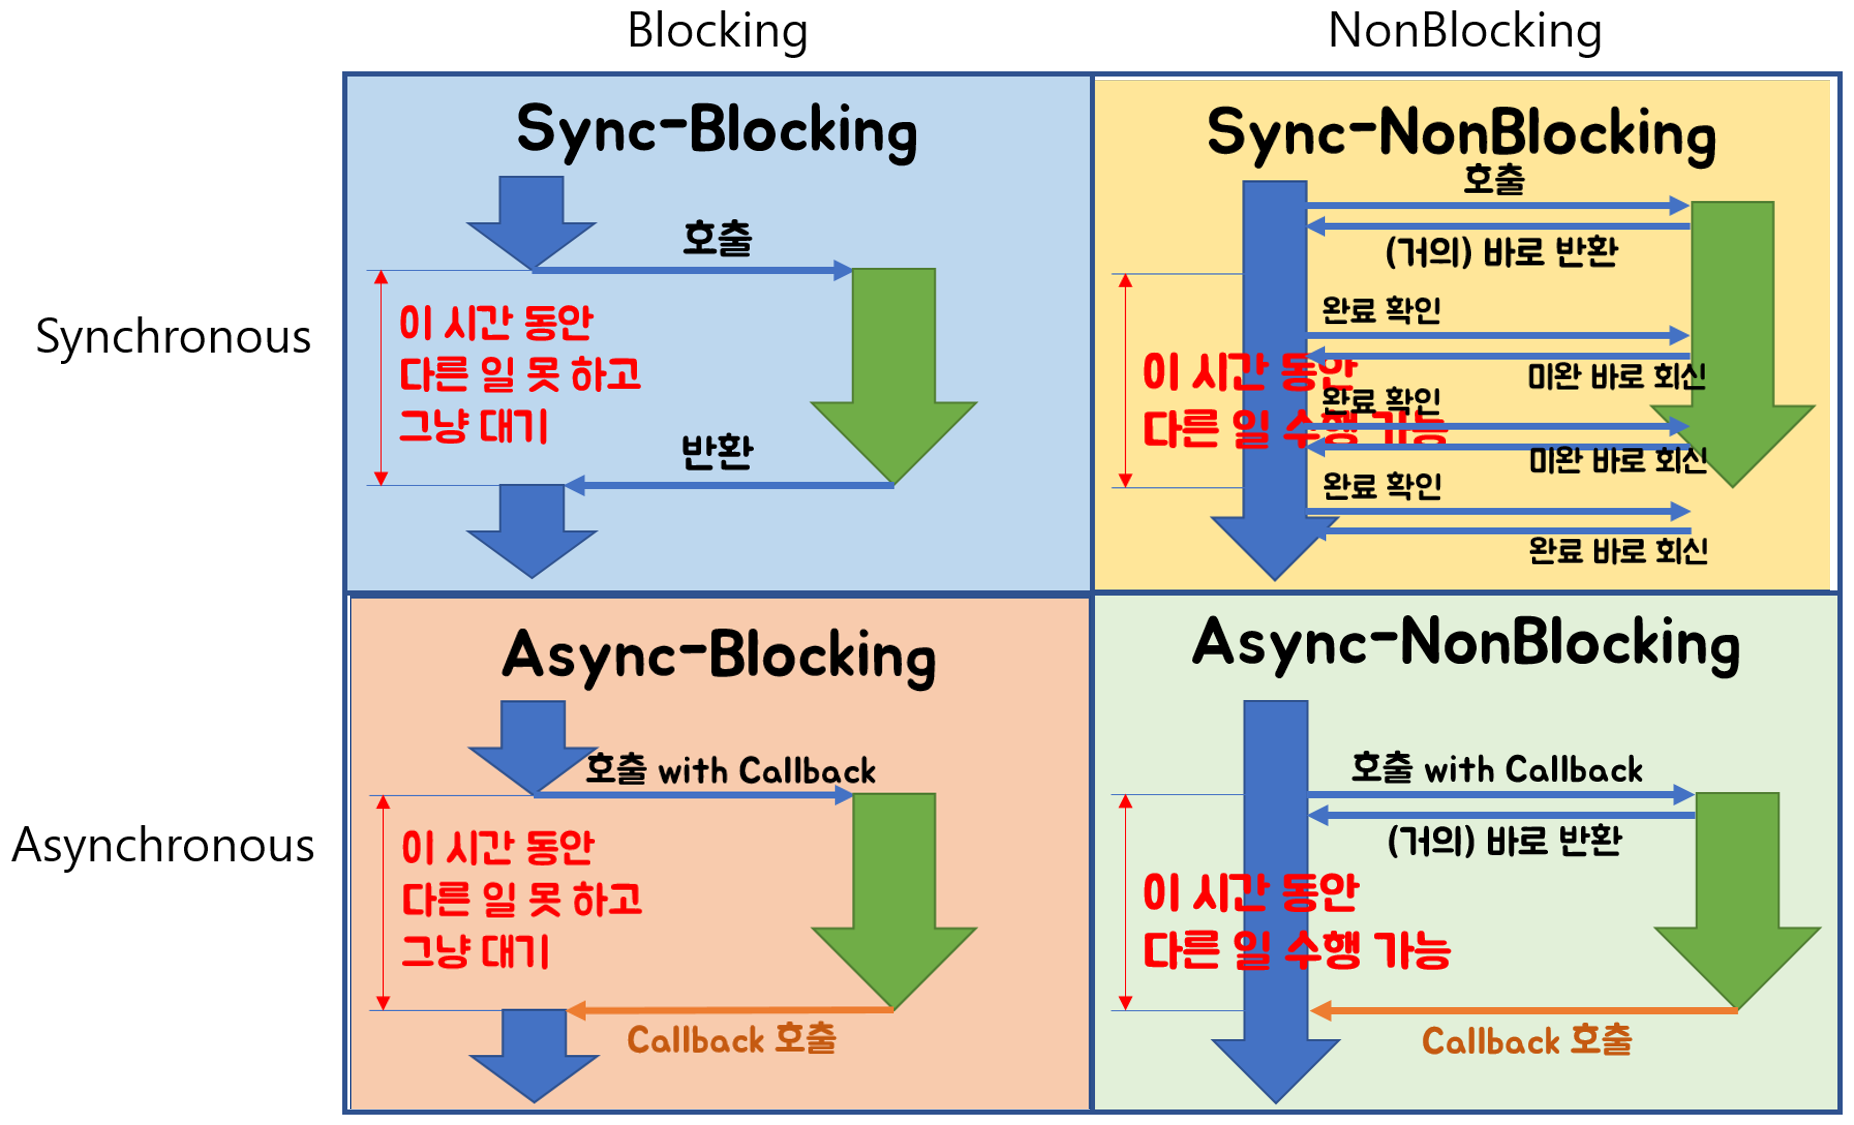 Blocking
NonBlocking
Synchronous
Asynchronous
Sync-Blocking
호출
이 시간 동안
다른 일 못 하고
그냥 대기
반환
Sync-NonBlocking
호출
(거의) 바로 반환
완료 확인
이 시간 동안
다른 일 수행 가능
미완 바로 회신
완료 확인
미완 바로 회신
완료 확인
완료 바로 회신
Async-Blocking
호출 with Callback
이 시간 동안
다른 일 못 하고
그냥 대기
Callback 호출
Async-NonBlocking
호출 with Callback
(거의) 바로 반환
이 시간 동안
다른 일 수행 가능
Callback 호출